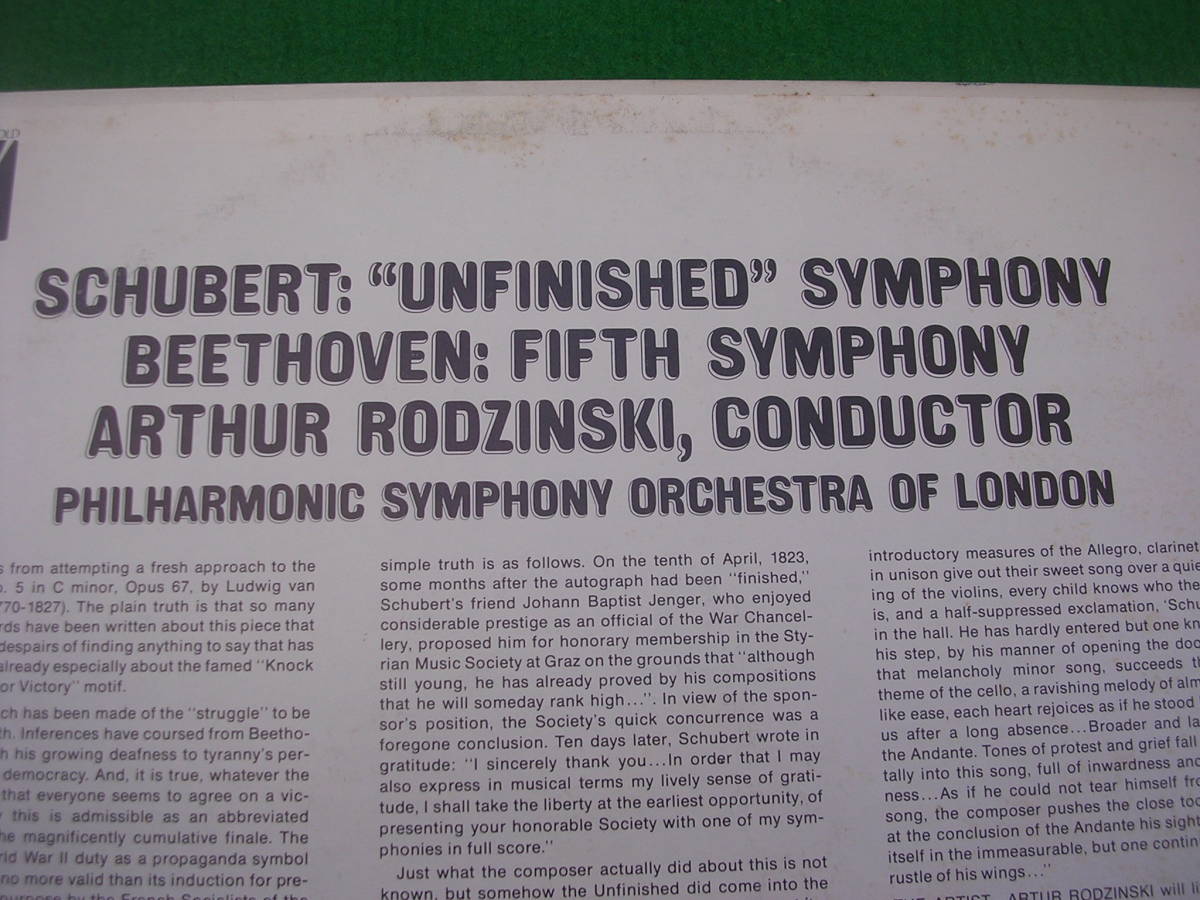 OLD
SCHUBERT: “UNFINISHED” SYMPHONY
BEETHOVEN: FIFTH SYMPHONY
ARTHUR RODZINSKI, CONDUCTOR
PHILHARMONIC SYMPHONY ORCHESTRA OF LONDON
from attempting a fresh approach to the
5 in C minor, Opus 67, by Ludwig van
770-1827). The plain truth is that so many
have been written about this piece that
despairs of finding anything to say that has
already especially about the famed "Knock
or Victory" motif.
has been made of the "struggle" to be
Inferences have coursed from Beetho-
his growing deafness to tyranny's per-
democracy. And, it is true, whatever the
that everyone seems to agree on a vic-
this is admissible as an abbreviated
magnificently cumulative finale. The
War II duty as a propaganda symbol
no more valid than its induction for pre-
by the French Socialists of the
simple truth is as follows. On the tenth of April, 1823,
some months after the autograph had been "finished,"
Schubert's friend Johann Baptist Jenger, who enjoyed
considerable prestige as an official of the War Chancel-
lery, proposed him for honorary membership in the Sty-
rian Music Society at Graz on the grounds that "although
still young, he has already proved by his compositions
that he will someday rank high...". In view of the spon-
sor's position, the Society's quick concurrence was a
foregone conclusion. Ten days later, Schubert wrote in
gratitude: "I sincerely thank you...In order that I may
also express in musical terms my lively sense of grati-
tude, I shall take the liberty at the earliest opportunity, of
presenting your honorable Society with one of my sym-
phonies in full score."
Just what the composer actually did about this is not
known, but somehow the Unfinished did come into the
introductory measures of the Allegro, clarinet
in unison give out their sweet song over a quie
ing of the violins, every child knows who the
is, and a half-suppressed exclamation, 'Schu
in the hall. He has hardly entered but one kn
his step, by his manner of opening the doo
that melancholy minor song, succeeds th
theme of the cello, a ravishing melody of alm
like ease, each heart rejoices as if he stood
us after a long absence...Broader and la
the Andante. Tones of protest and grief fall
tally into this song, full of inwardness and
ness...As if he could not tear himself fro
song, the composer pushes the close too
at the conclusion of the Andante his sight
itself in the immeasurable, but one contin
rustle of his wings..."
THE ARTIST. ARTUR RODZINSKI will li